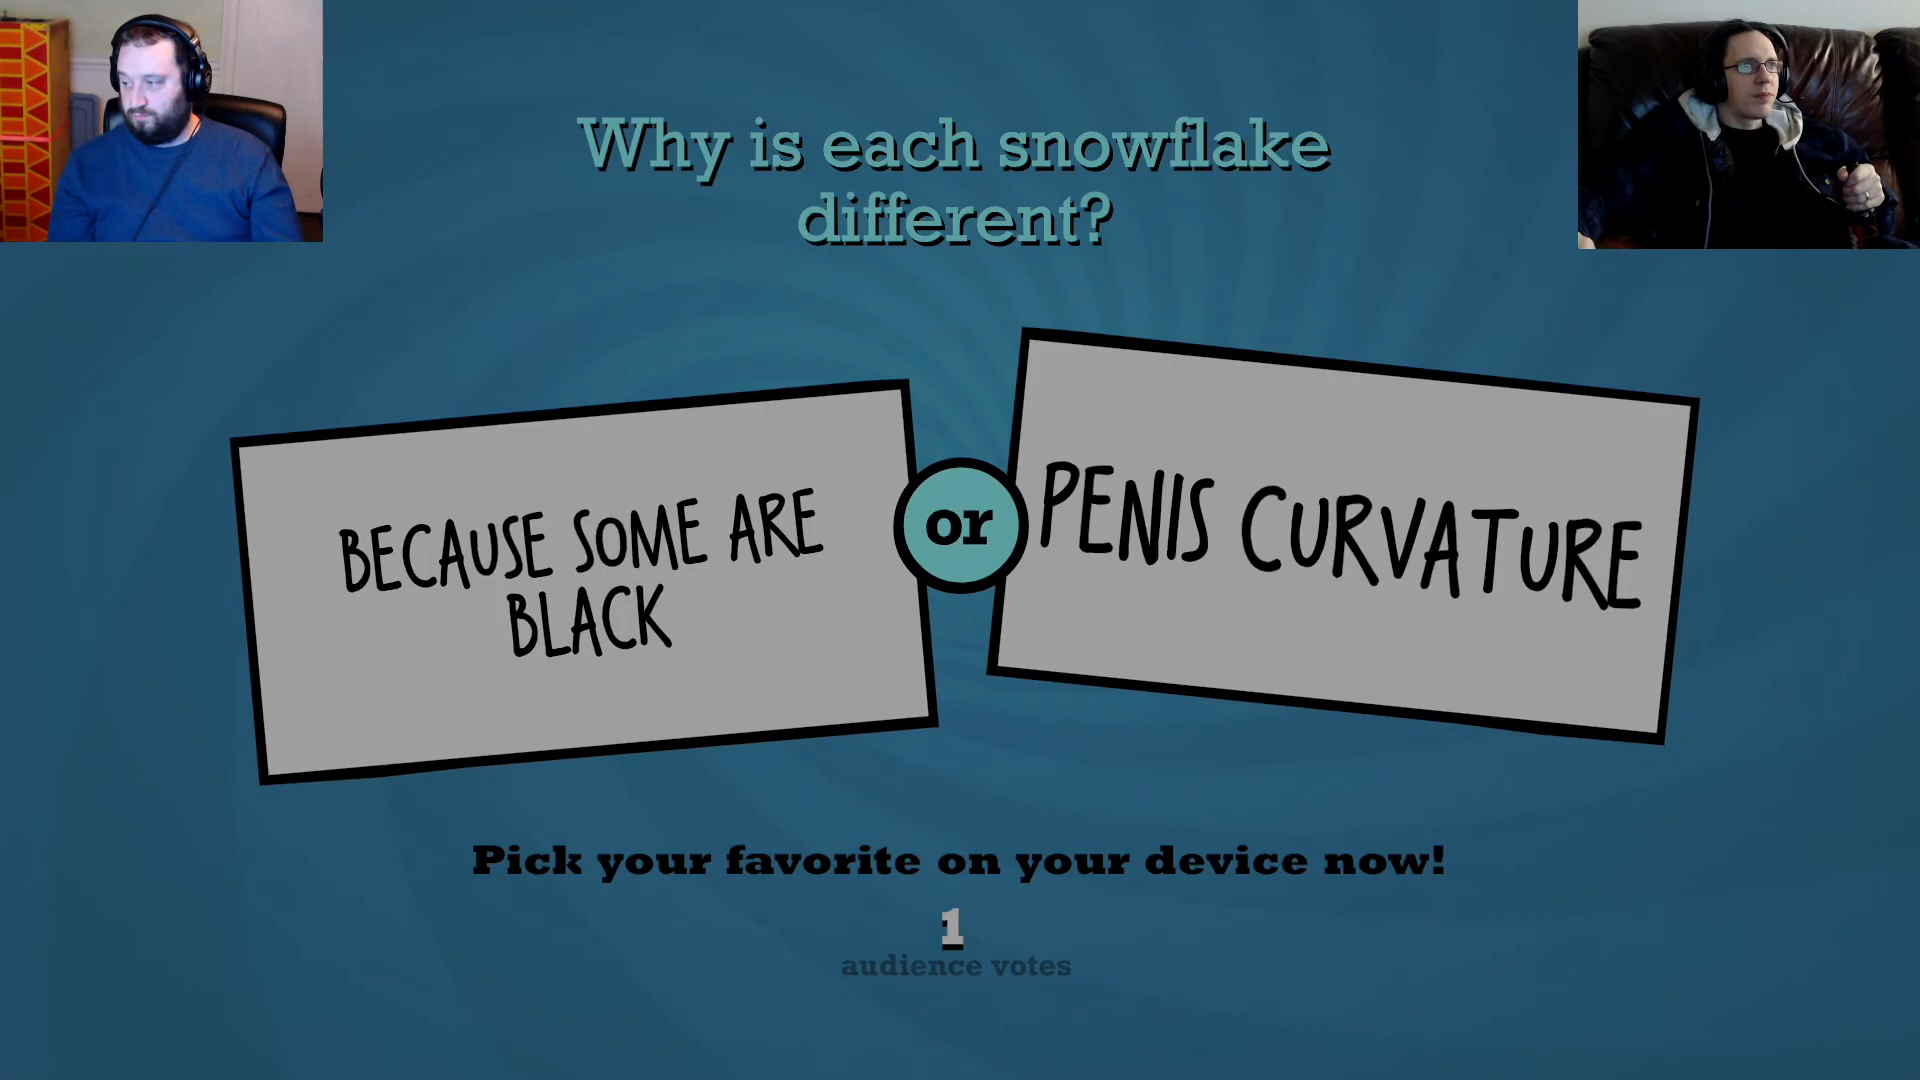 Why is each snowflake
different?
BECAUSE SOME ARE
BLACK
or
PENIS CURVATURE
Pick your favorite on your device now!
1
audience votes